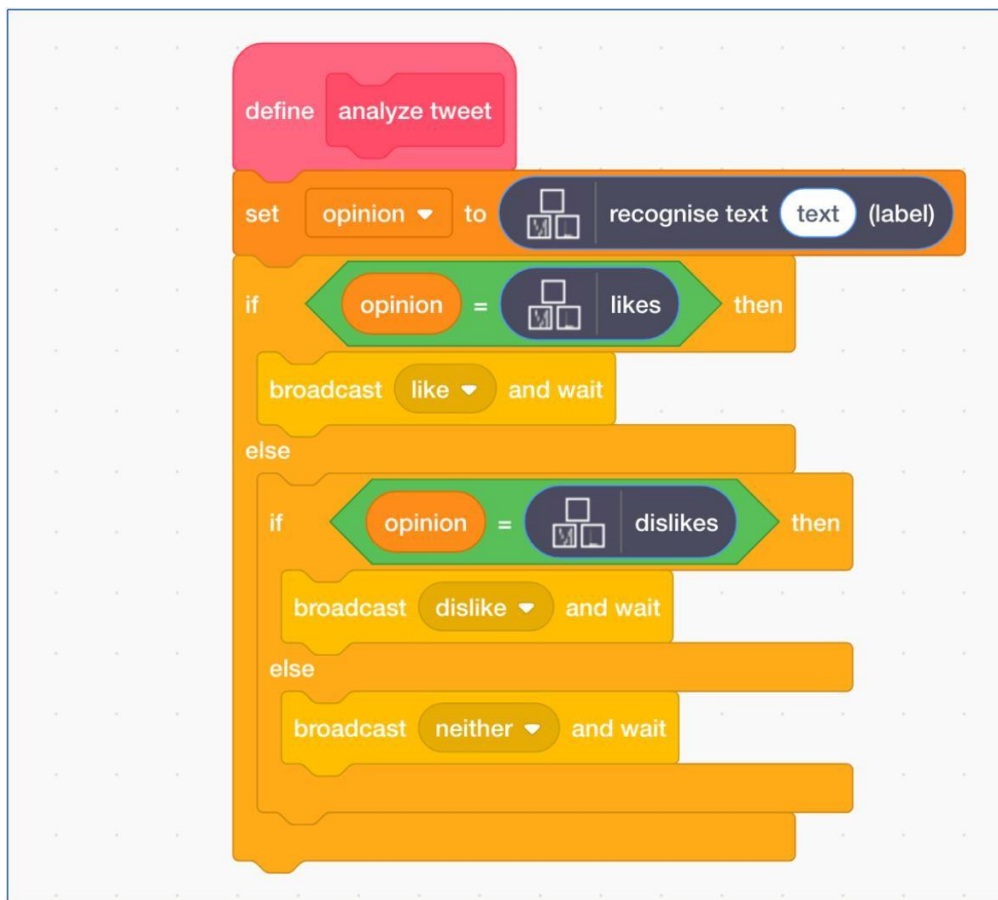 define analyze tweet
set opinion to recognise text text (label)
if opinion = likes then
broadcast like and wait
else
if opinion = dislikes then
broadcast dislike and wait
else
broadcast neither and wait